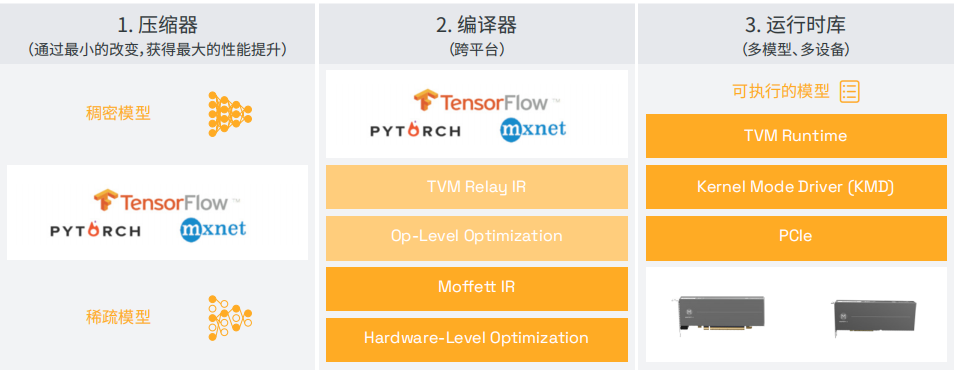 1. 压缩器
（通过最小的改变，获得最大的性能提升）
稠密模型
TensorFlow™
PYTORCH mxnet
稀疏模型
2. 编译器
（跨平台）
TensorFlow™
PYTORCH mxnet
TVM Relay IR
Op-Level Optimization
Moffett IR
Hardware-Level Optimization
3. 运行时库
（多模型、多设备）
可执行的模型
TVM Runtime
Kernel Mode Driver (KMD)
PCIe